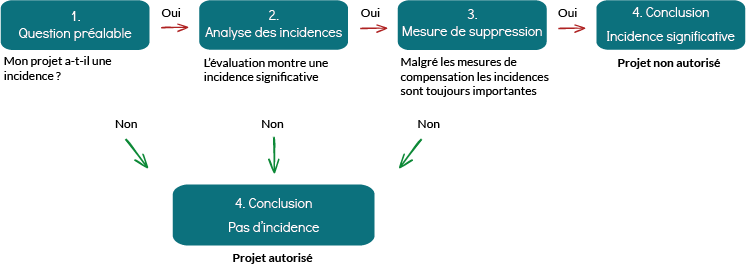 1.
Question préalable
Oui
2.
Analyse des incidences
Oui
3.
Mesure de suppression
Oui
4. Conclusion
Incidence significative
Mon projet a-t-il une
incidence ?
L'évaluation montre une
incidence significative
Malgré les mesures de
compensation les incidences
sont toujours importantes
Projet non autorisé
Non
Non
Non
4. Conclusion
Pas d'incidence
Projet autorisé